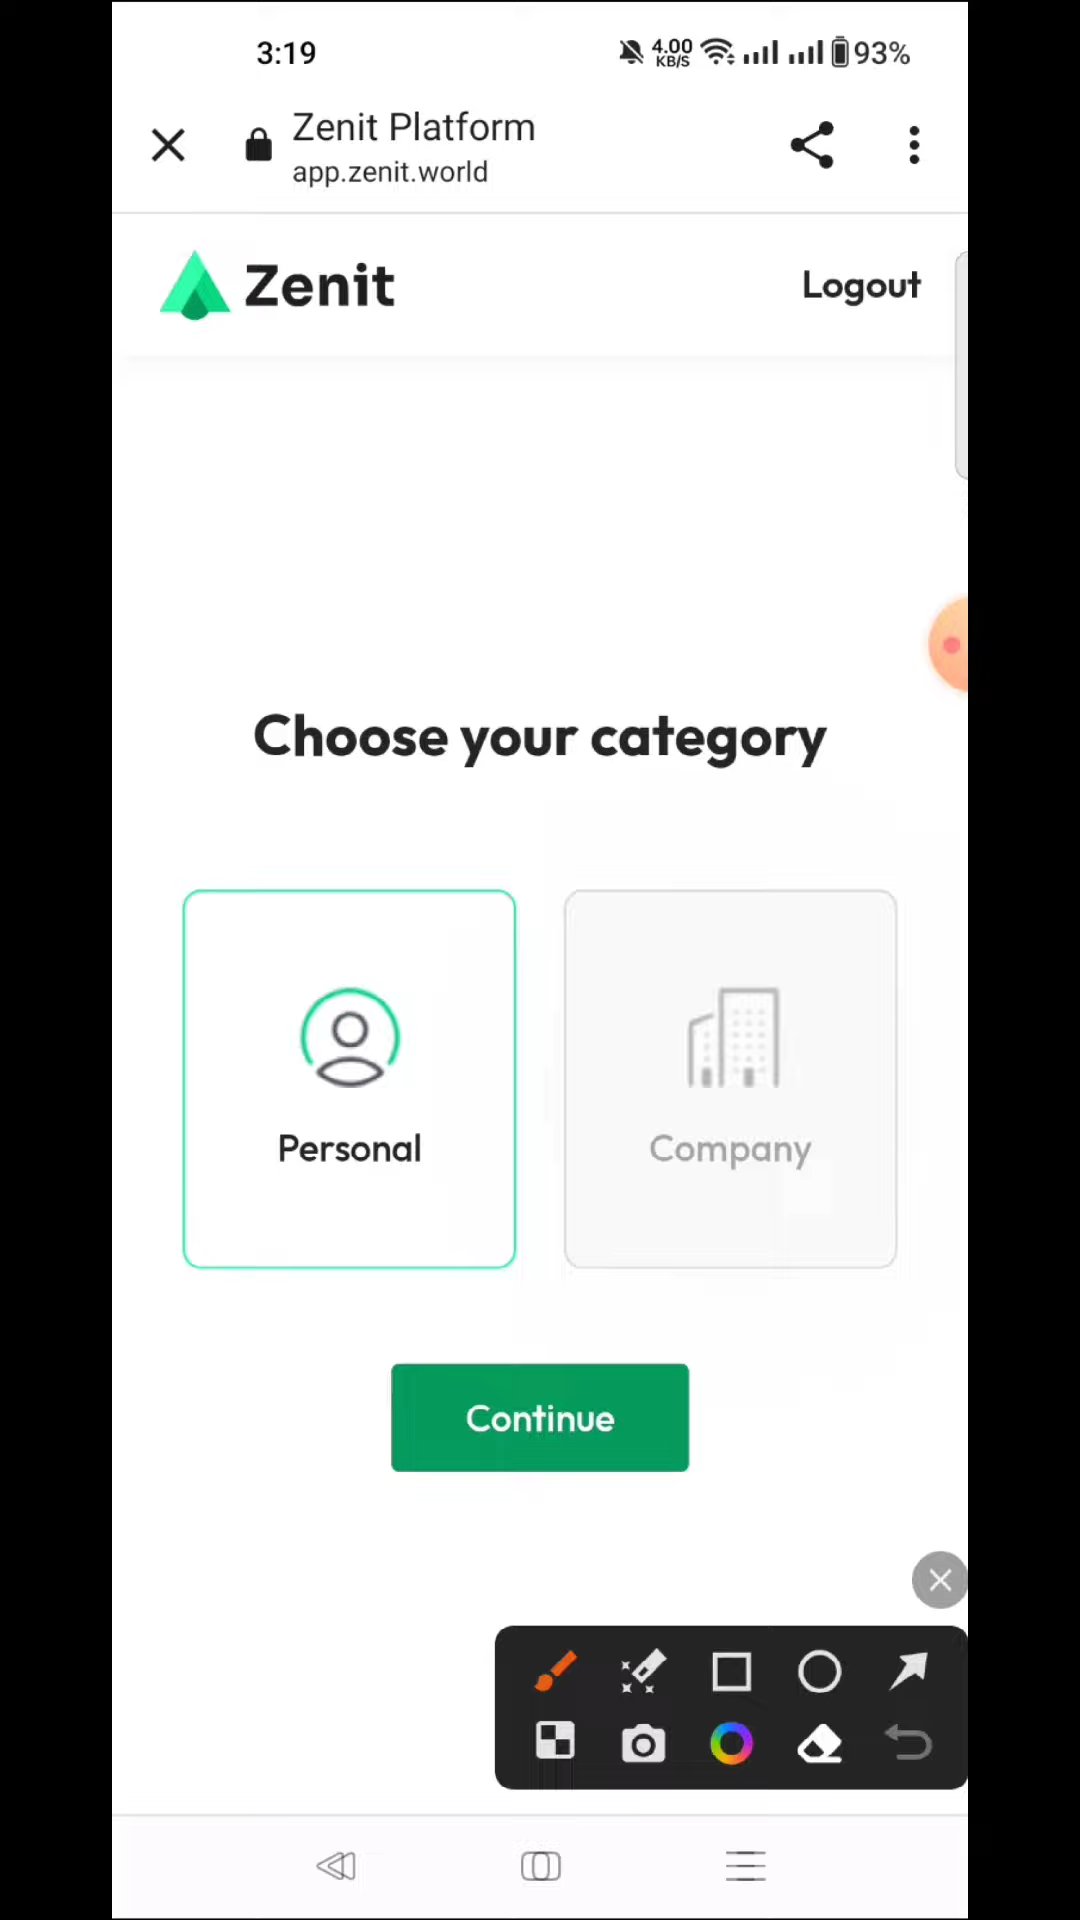 3:19
4.00
KB/S
93%
Zenit Platform
app.zenit.world
Zenit
Logout
Choose your category
Personal
Company
Continue